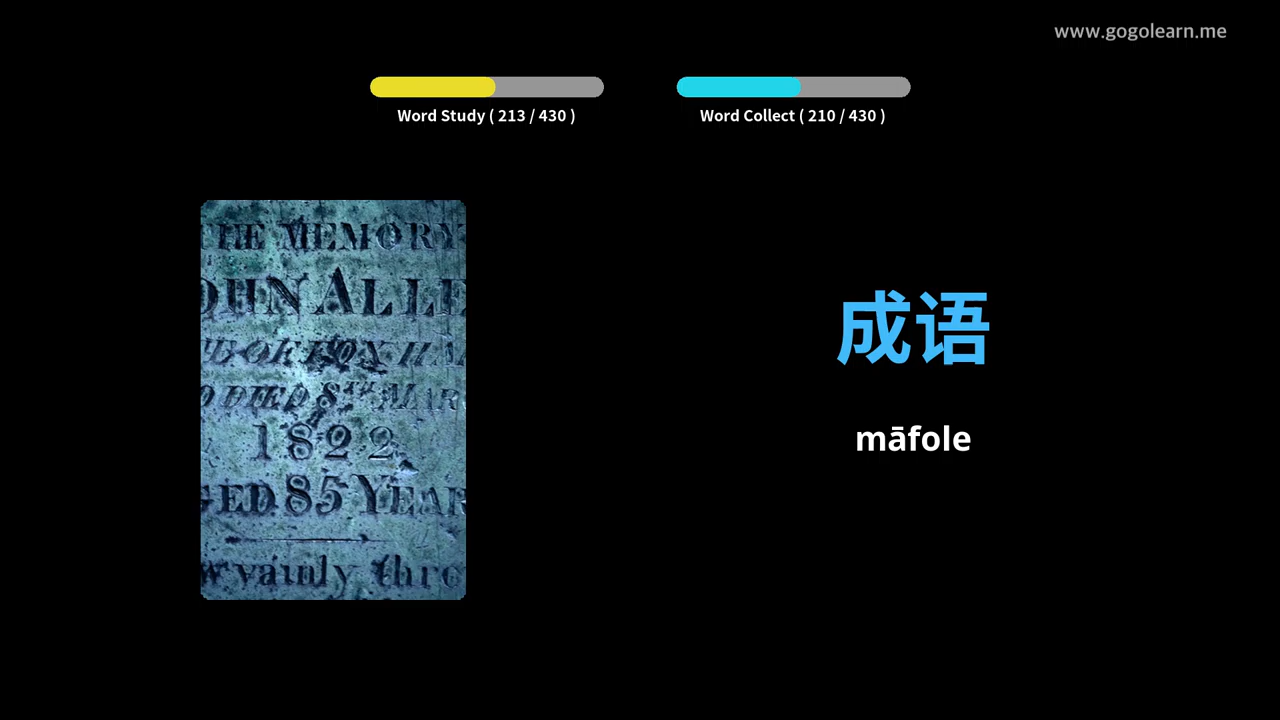 www.gogolearn.me
Word Study ( 213 / 430 )
Word Collect ( 210 / 430 )
THE MEMORY
OHN ALLE
DIED 8TH MAR
1822
GED 85 YEAR
vainly thro
成语
māfole